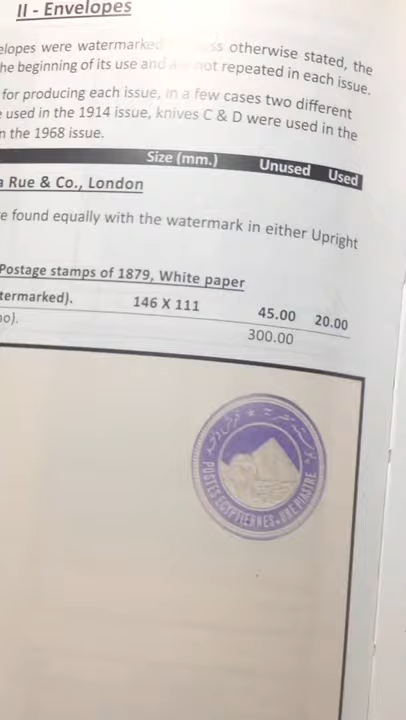 II - Envelopes
elopes were watermarked ss otherwise stated, the
he beginning of its use and a not repeated in each issue.
for producing each issue, in a few cases two different
e used in the 1914 issue, knives C & D were used in the
n the 1968 issue.
Size (mm.) Unused Used
a Rue & Co., London
e found equally with the watermark in either Upright
Postage stamps of 1879, White paper
termarked). 146 X 111 45.00 20.00
no). 300.00
POSTES EGYPTIENNES UNE PIASTRE